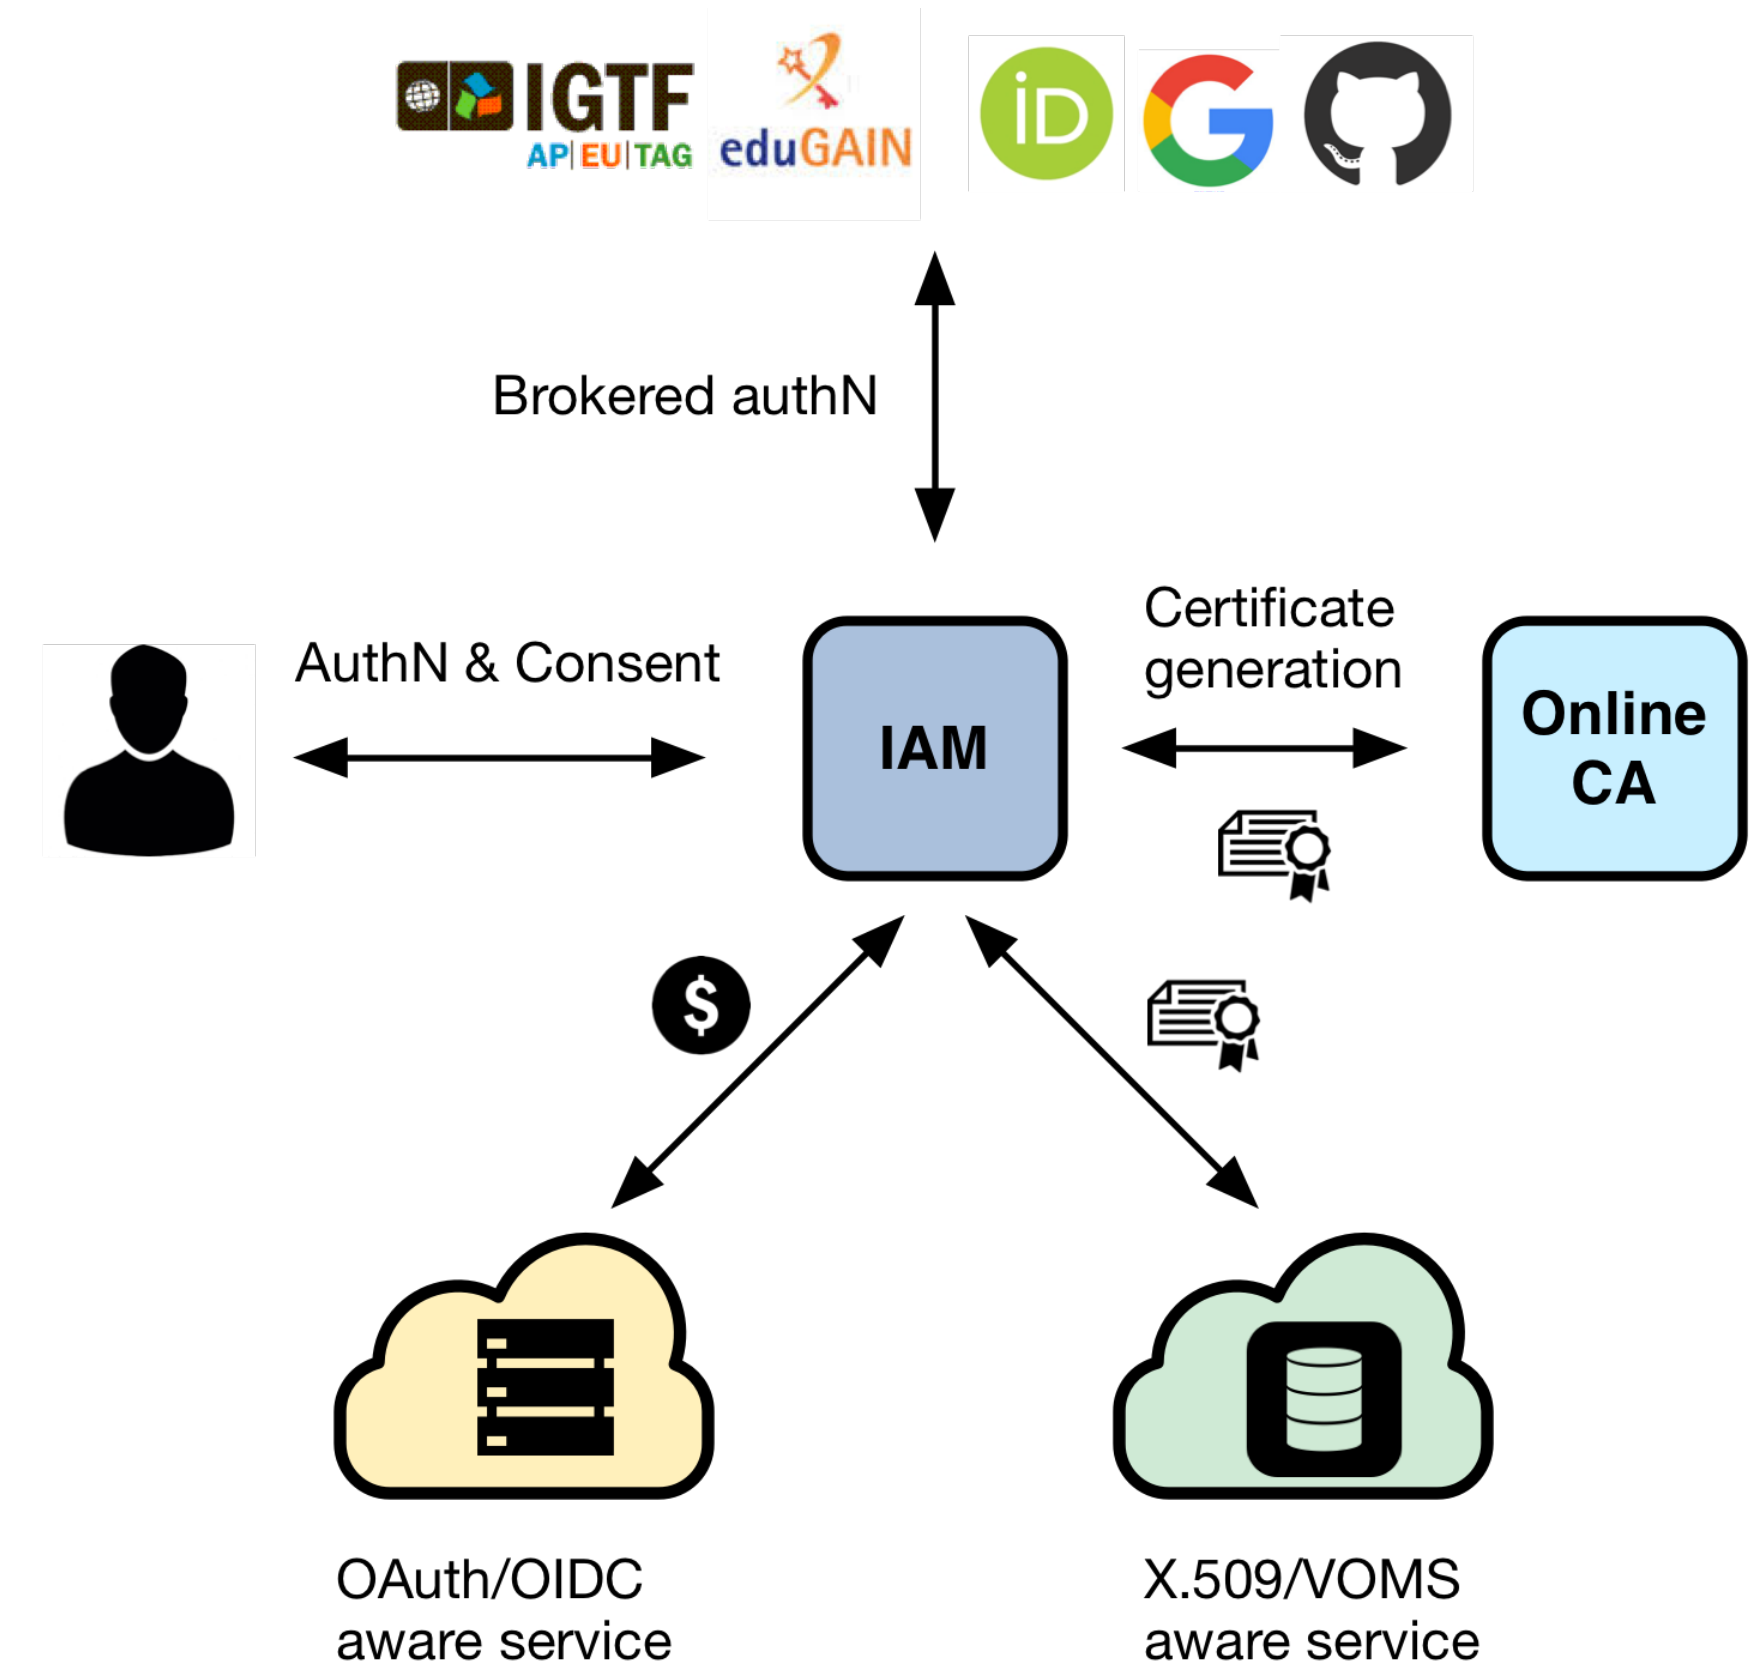 IGTF
AP|EU|TAG
eduGAIN
iD
G
Brokered authN
AuthN & Consent
IAM
Certificate
generation
Online
CA
$
OAuth/OIDC
aware service
X.509/VOMS
aware service